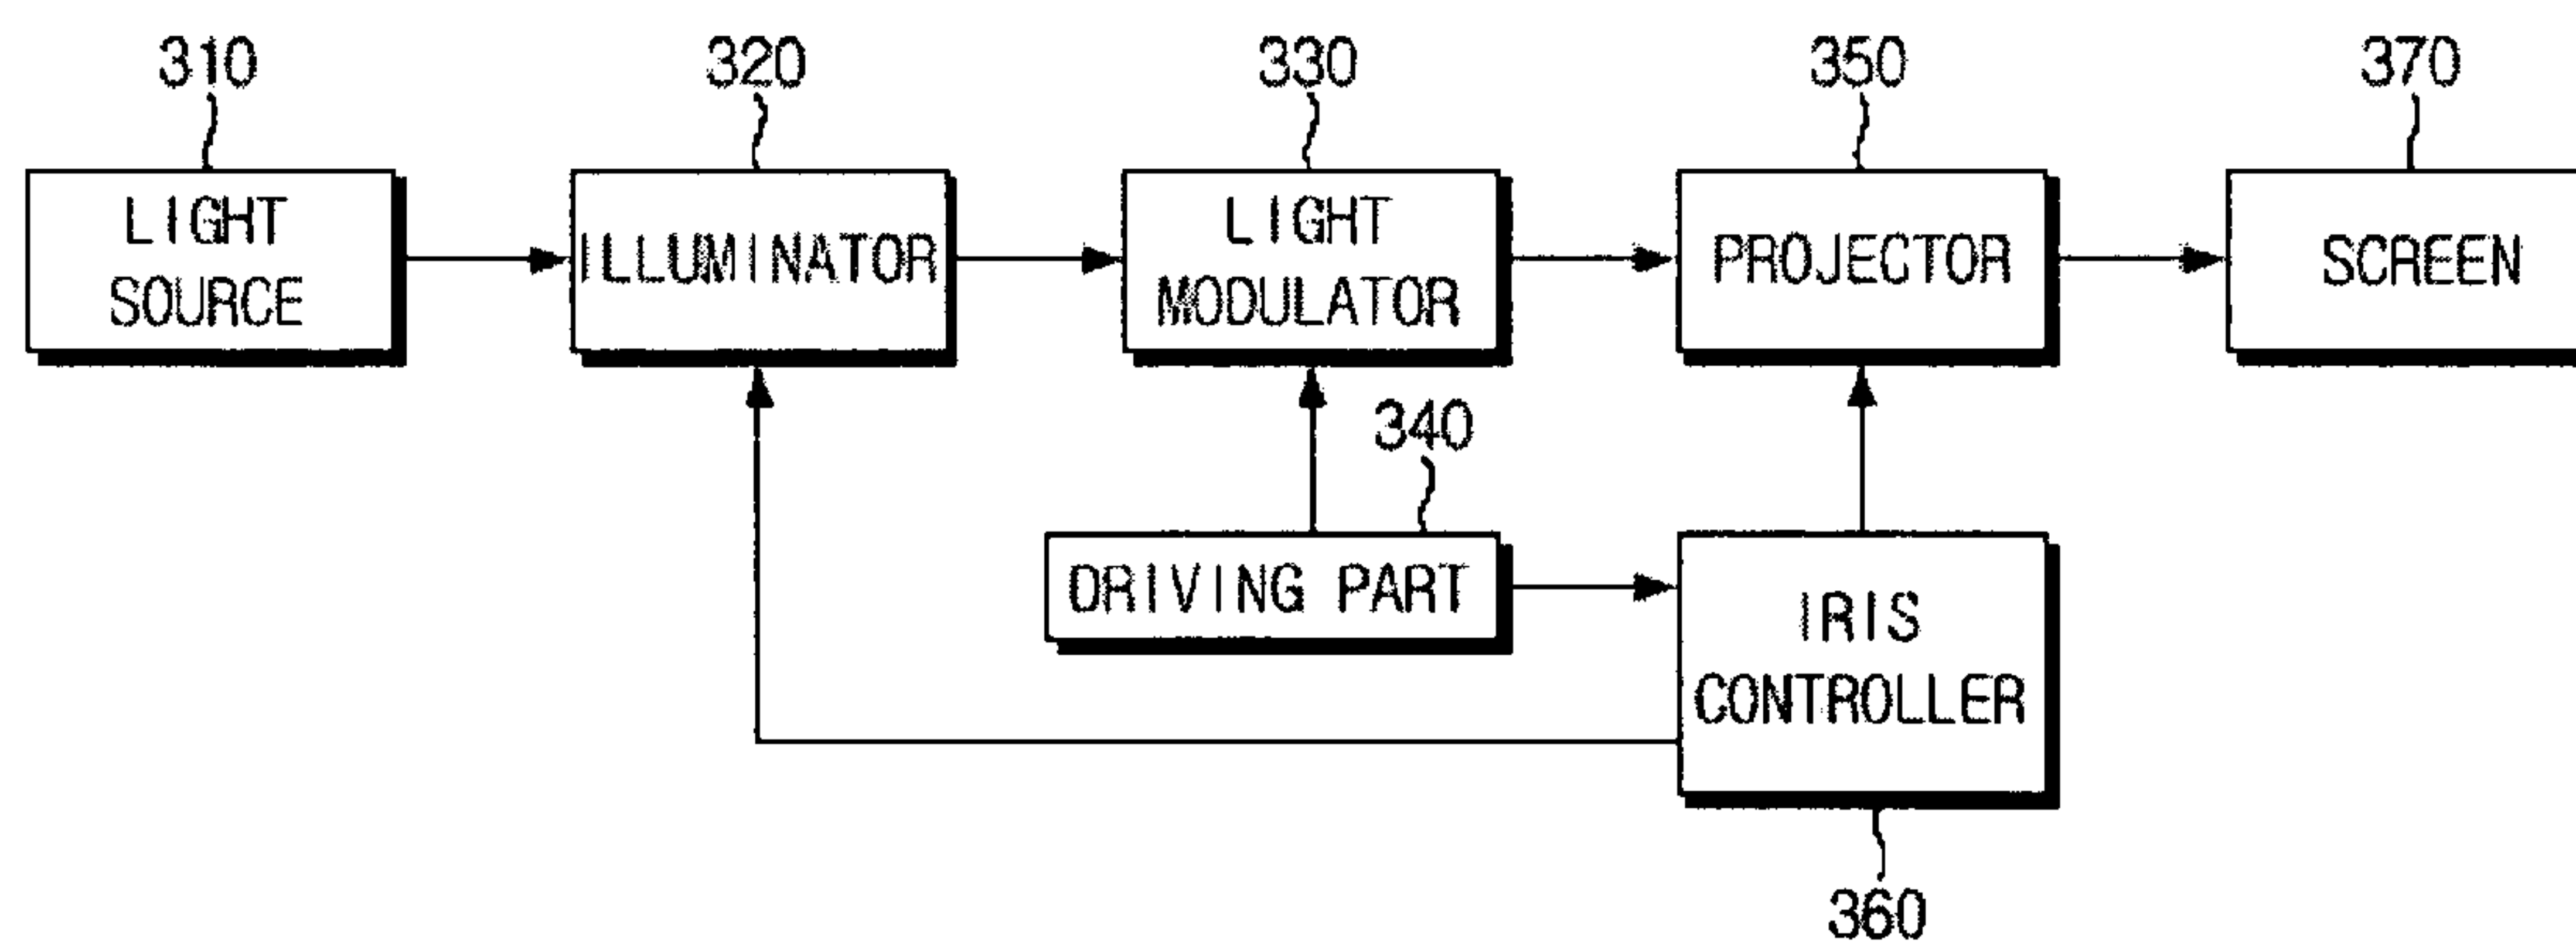 310
320
330
350
370
LIGHT
SOURCE
ILLUMINATOR
LIGHT
MODULATOR
PROJECTOR
SCREEN
340
DRIVING PART
IRIS
CONTROLLER
360